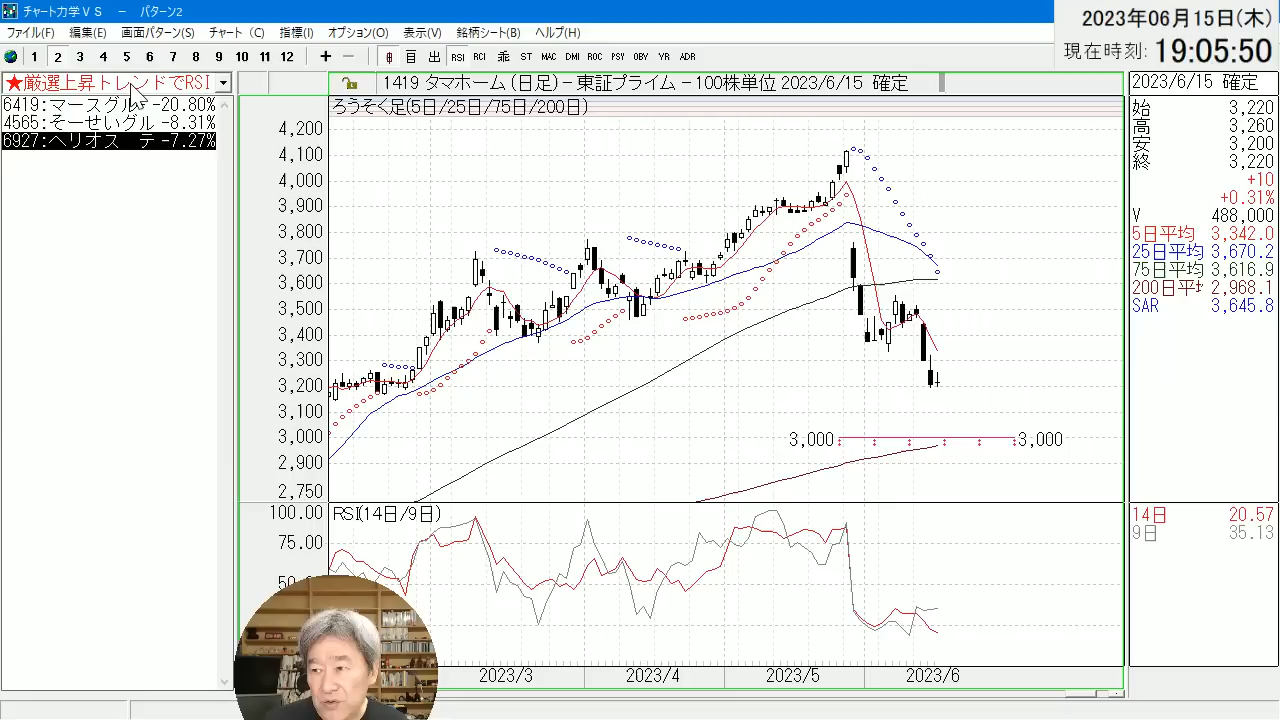 チャート力学ＶＳ － パターン2
2023年06月15日(木)
現在時刻: 19:05:50
ファイル(F) 編集(E) 画面パターン(S) チャート (C) 指標(I) オプション(O) 表示(V) 銘柄シート(B) ヘルプ(H)
1 2 3 4 5 6 7 8 9 10 11 12 + − 日 出 RSI RCI 乖 ST MAC DMI ROC PSY OBY YR ADR
★厳選上昇トレンドでRSI
6419:マースグル -20.80%
4565:そーせいグル -8.31%
6927:ヘリオス テ -7.27%
1419 タマホーム (日足)－東証プライム －100株単位 2023/6/15 確定
ろうそく足(5日/25日/75日/200日)
4,200
4,100
4,000
3,900
3,800
3,700
3,600
3,500
3,400
3,300
3,200
3,100
3,000
2,900
2,750
3,000 3,000
100.00
75.00
RSI(14日/9日)
2023/3 2023/4 2023/5 2023/6
2023/6/15 確定
始 3,220
高 3,260
安 3,200
終 3,220
+10
+0.31%
V 488,000
5日平均 3,342.0
25日平均 3,670.2
75日平均 3,616.9
200日平均 2,968.1
SAR 3,645.8
14日 20.57
9日 35.13